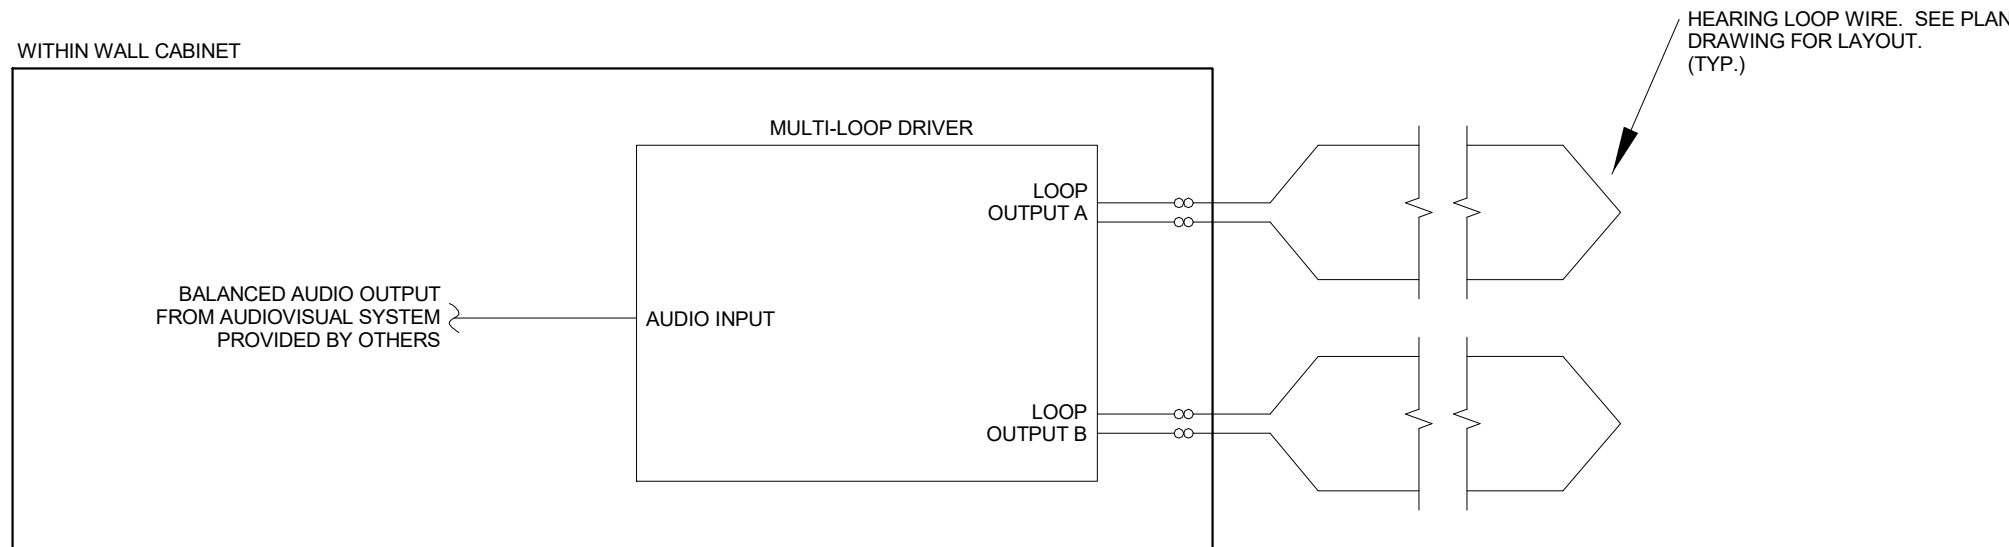 HEARING LOOP WIRE. SEE PLAN
DRAWING FOR LAYOUT.
(TYP.)
WITHIN WALL CABINET
MULTI-LOOP DRIVER
LOOP
OUTPUT A
BALANCED AUDIO OUTPUT
FROM AUDIOVISUAL SYSTEM
PROVIDED BY OTHERS
AUDIO INPUT
LOOP
OUTPUT B